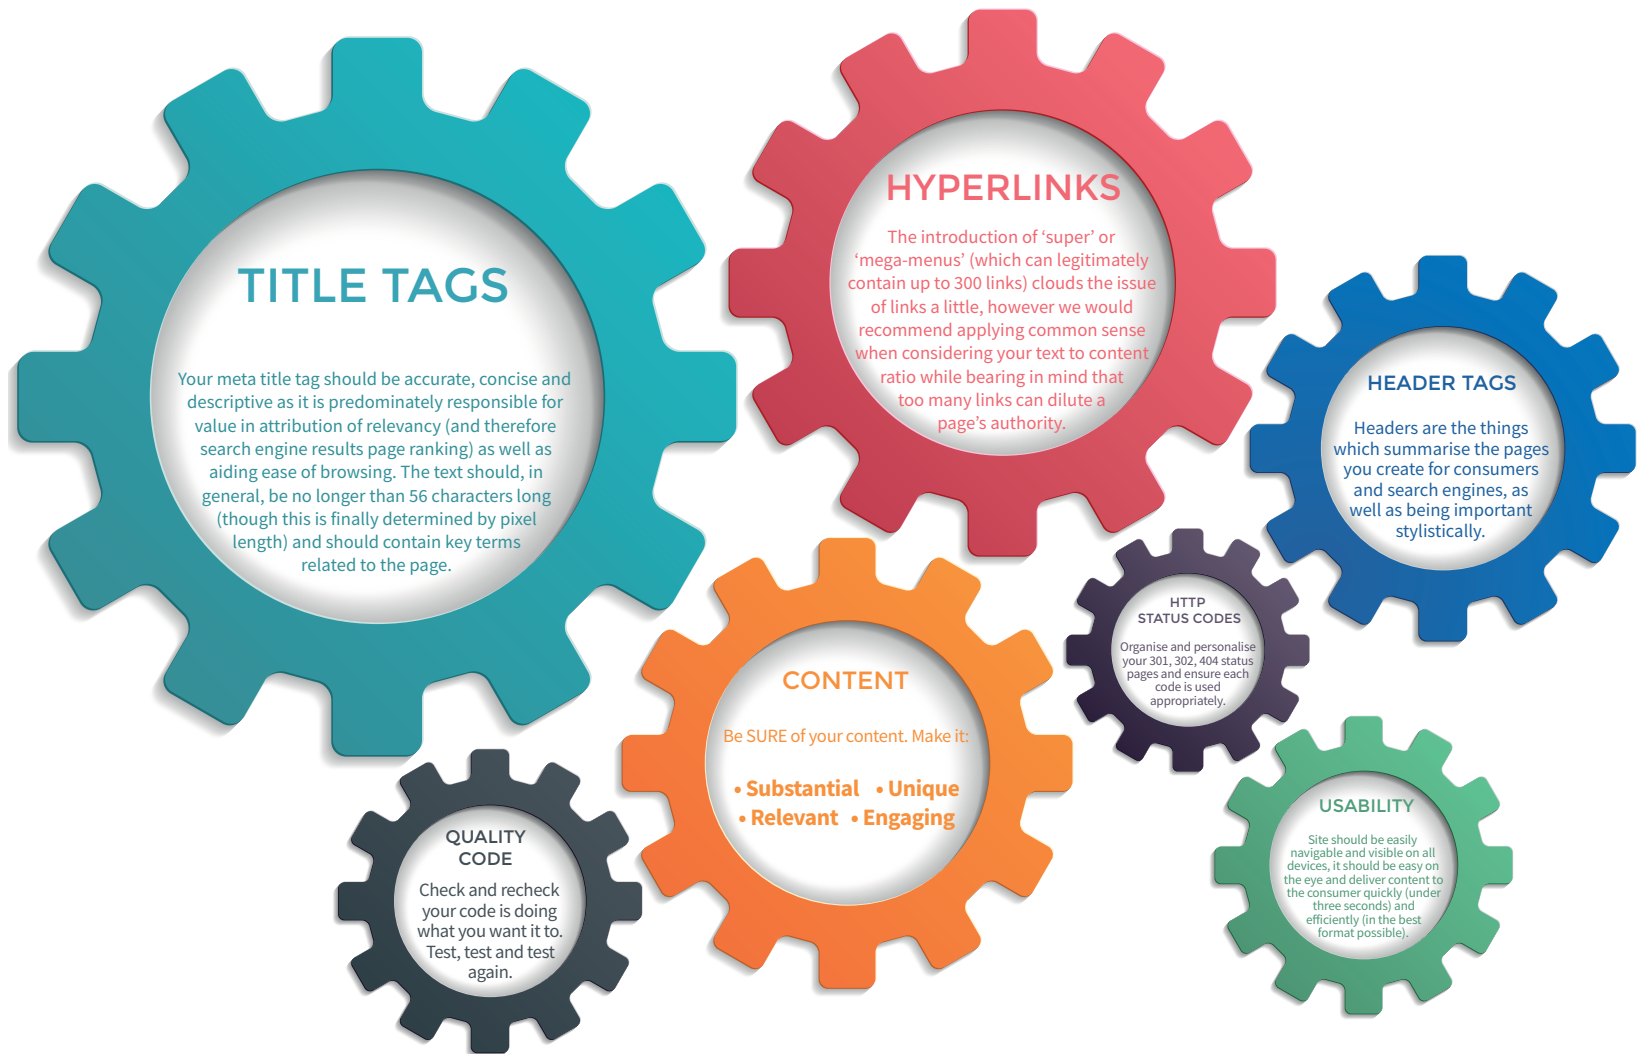 TITLE TAGS
Your meta title tag should be accurate, concise and
descriptive as it is predominately responsible for
value in attribution of relevancy (and therefore
search engine results page ranking) as well as
aiding ease of browsing. The text should, in
general, be no longer than 56 characters long
(though this is finally determined by pixel
length) and should contain key terms
related to the page.
HYPERLINKS
The introduction of ‘super’ or
‘mega-menus’ (which can legitimately
contain up to 300 links) clouds the issue
of links a little, however we would
recommend applying common sense
when considering your text to content
ratio while bearing in mind that
too many links can dilute a
page’s authority.
HEADER TAGS
Headers are the things
which summarise the pages
you create for consumers
and search engines, as
well as being important
stylistically.
HTTP
STATUS CODES
Organise and personalise
your 301, 302, 404 status
pages and ensure each
code is used
appropriately.
CONTENT
Be SURE of your content. Make it:
• Substantial • Unique
• Relevant • Engaging
QUALITY
CODE
Check and recheck
your code is doing
what you want it to.
Test, test and test
again.
USABILITY
Site should be easily
navigable and visible on all
devices, it should be easy on
the eye and deliver content to
the consumer quickly (under
three seconds) and
efficiently (in the best
format possible).